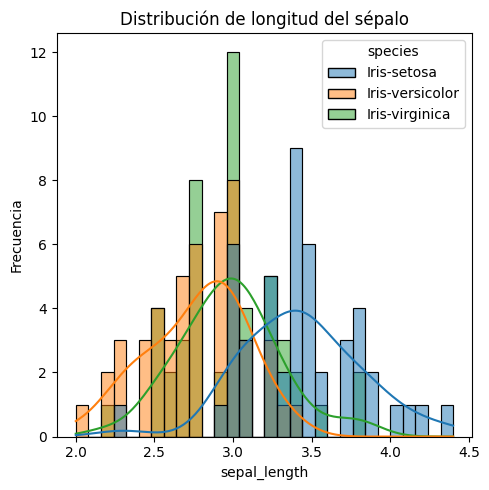 Distribución de longitud del sépalo
species
Iris-setosa
Iris-versicolor
Iris-virginica
Frecuencia
12
10
8
6
4
2
0
2.0 2.5 3.0 3.5 4.0 4.5
sepal_length